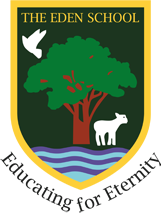 THE EDEN SCHOOL
Educating for Eternity